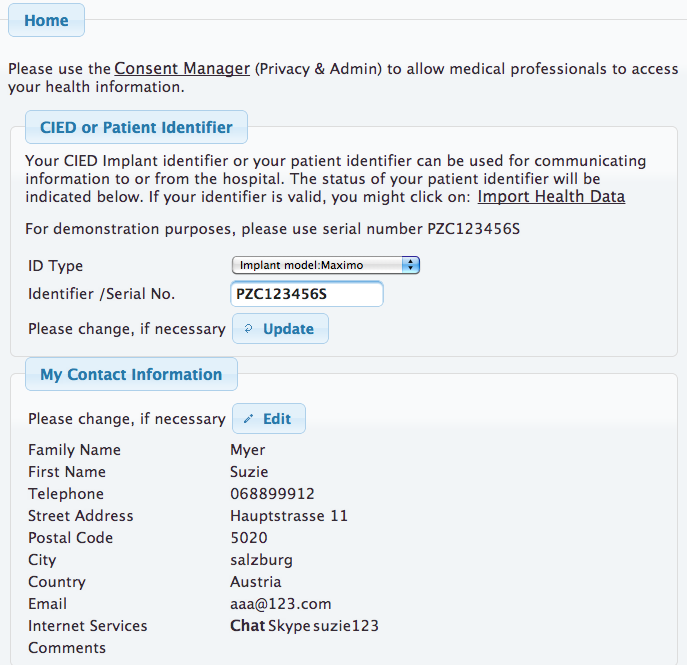 Home
Please use the Consent Manager (Privacy & Admin) to allow medical professionals to access
your health information.
CIED or Patient Identifier
Your CIED Implant identifier or your patient identifier can be used for communicating
information to or from the hospital. The status of your patient identifier will be
indicated below. If your identifier is valid, you might click on: Import Health Data
For demonstration purposes, please use serial number PZC123456S
ID Type Implant model:Maximo
Identifier /Serial No. PZC123456S
Please change, if necessary Update
My Contact Information
Please change, if necessary Edit
Family Name Myer
First Name Suzie
Telephone 068899912
Street Address Hauptstrasse 11
Postal Code 5020
City salzburg
Country Austria
Email aaa@123.com
Internet Services Chat Skype suzie123
Comments